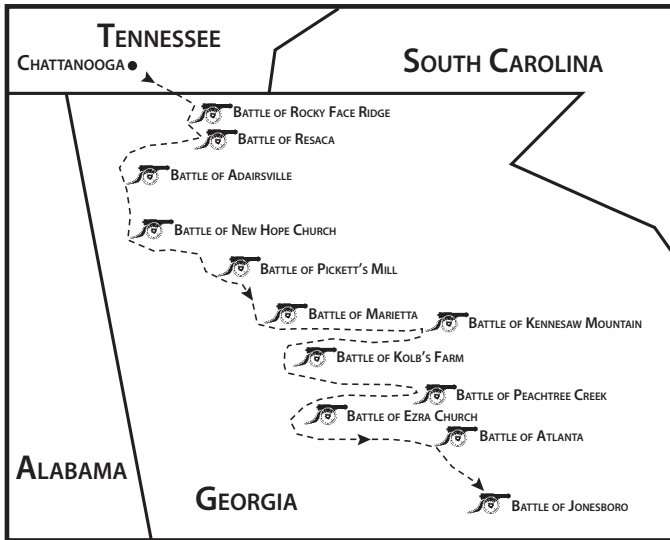 TENNESSEE
CHATTANOOGA
SOUTH CAROLINA
BATTLE OF ROCKY FACE RIDGE
BATTLE OF RESACA
BATTLE OF ADAIRSVILLE
BATTLE OF NEW HOPE CHURCH
BATTLE OF PICKETT'S MILL
BATTLE OF MARIETTA
BATTLE OF KENNESAW MOUNTAIN
BATTLE OF KOLB'S FARM
BATTLE OF PEACHTREE CREEK
BATTLE OF EZRA CHURCH
BATTLE OF ATLANTA
ALABAMA
GEORGIA
BATTLE OF JONESBORO